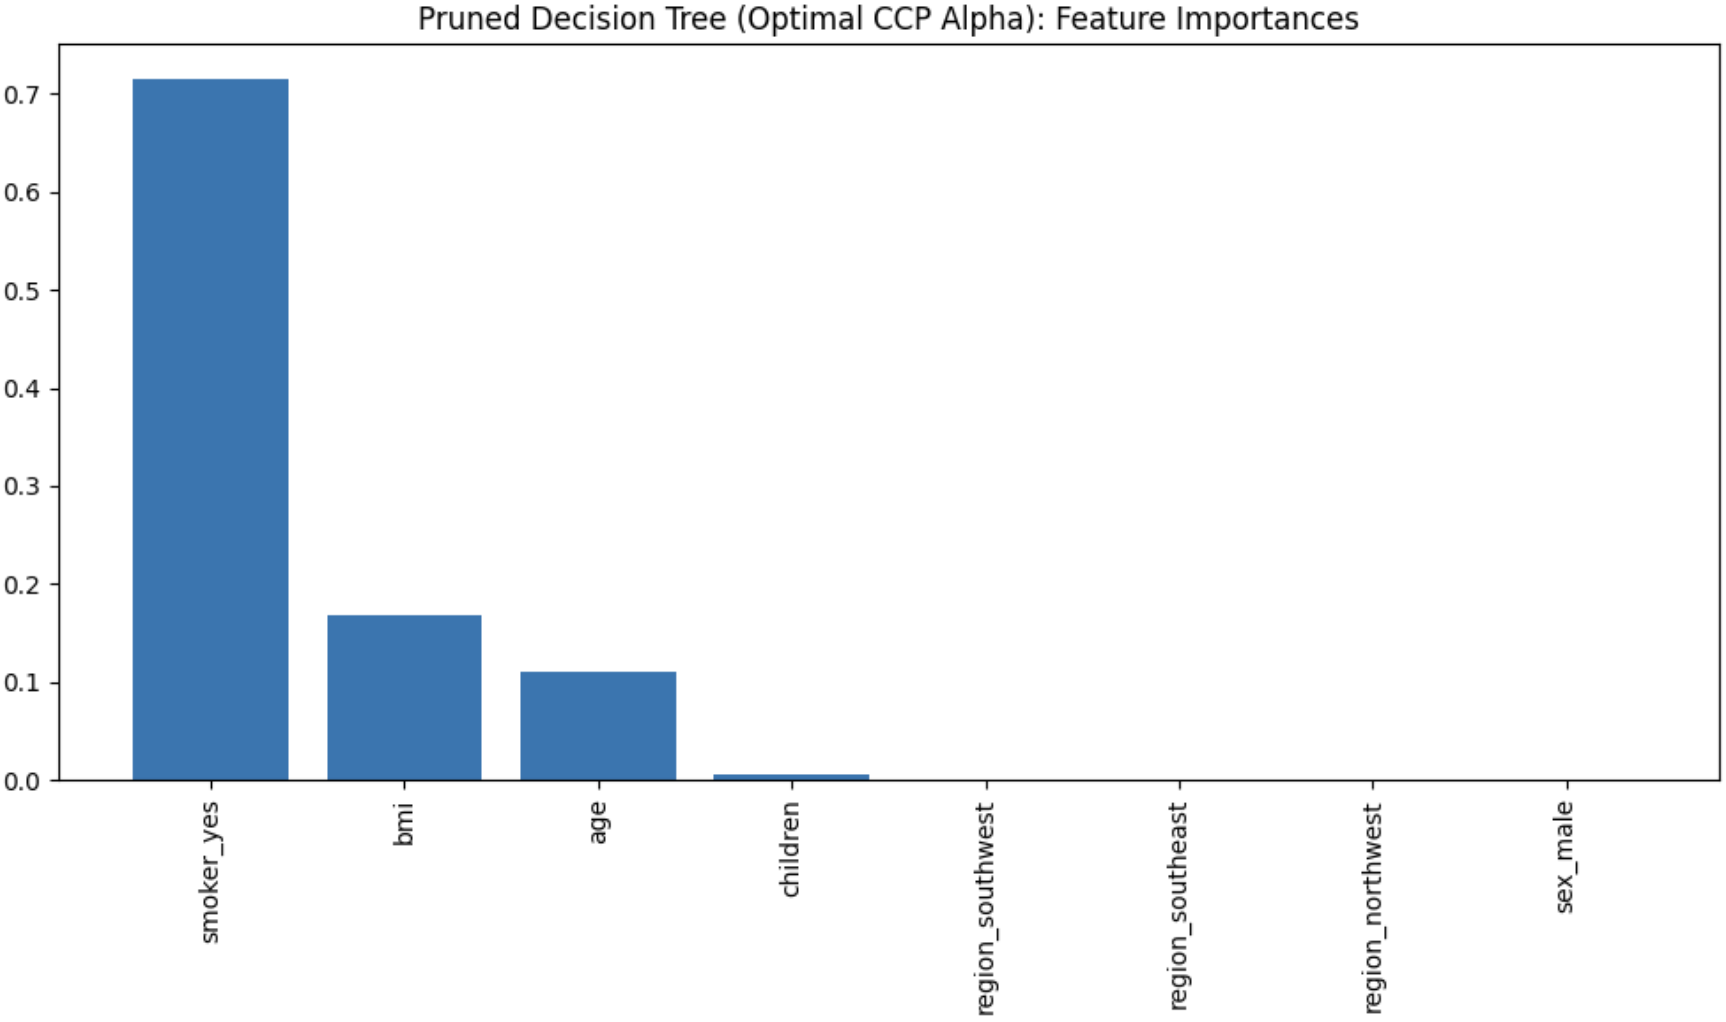 Pruned Decision Tree (Optimal CCP Alpha): Feature Importances
0.7
0.6
0.5
0.4
0.3
0.2
0.1
0.0
smoker_yes
bmi
age
children
region_southwest
region_southeast
region_northwest
sex_male